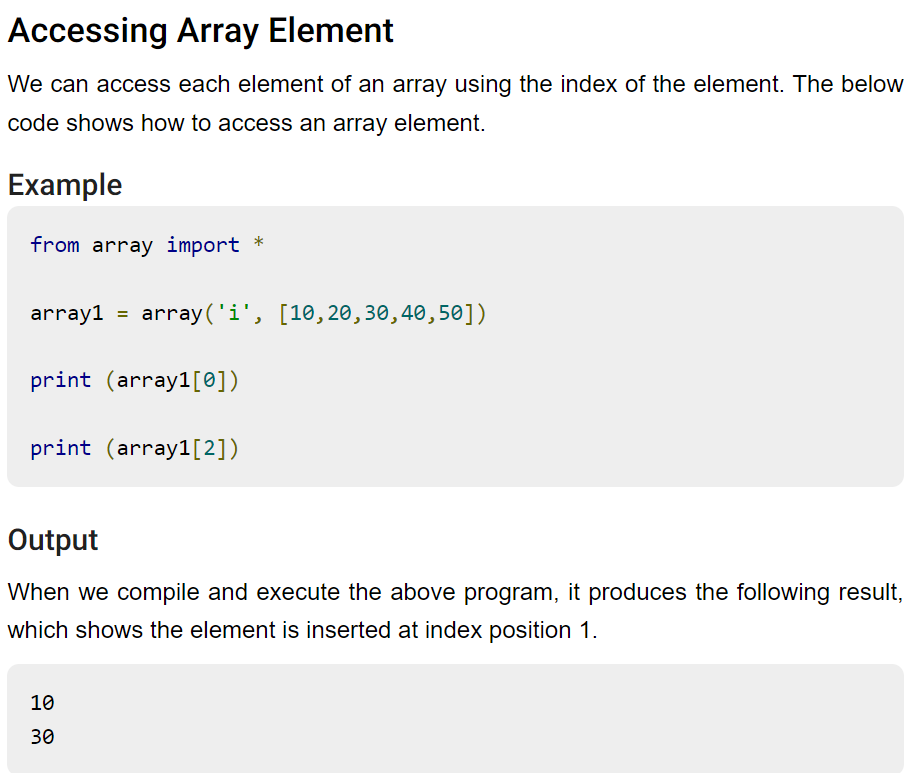 Accessing Array Element
We can access each element of an array using the index of the element. The below
code shows how to access an array element.
Example
from array import *
array1 = array('i', [10,20,30,40,50])
print (array1[0])
print (array1[2])
Output
When we compile and execute the above program, it produces the following result,
which shows the element is inserted at index position 1.
10
30